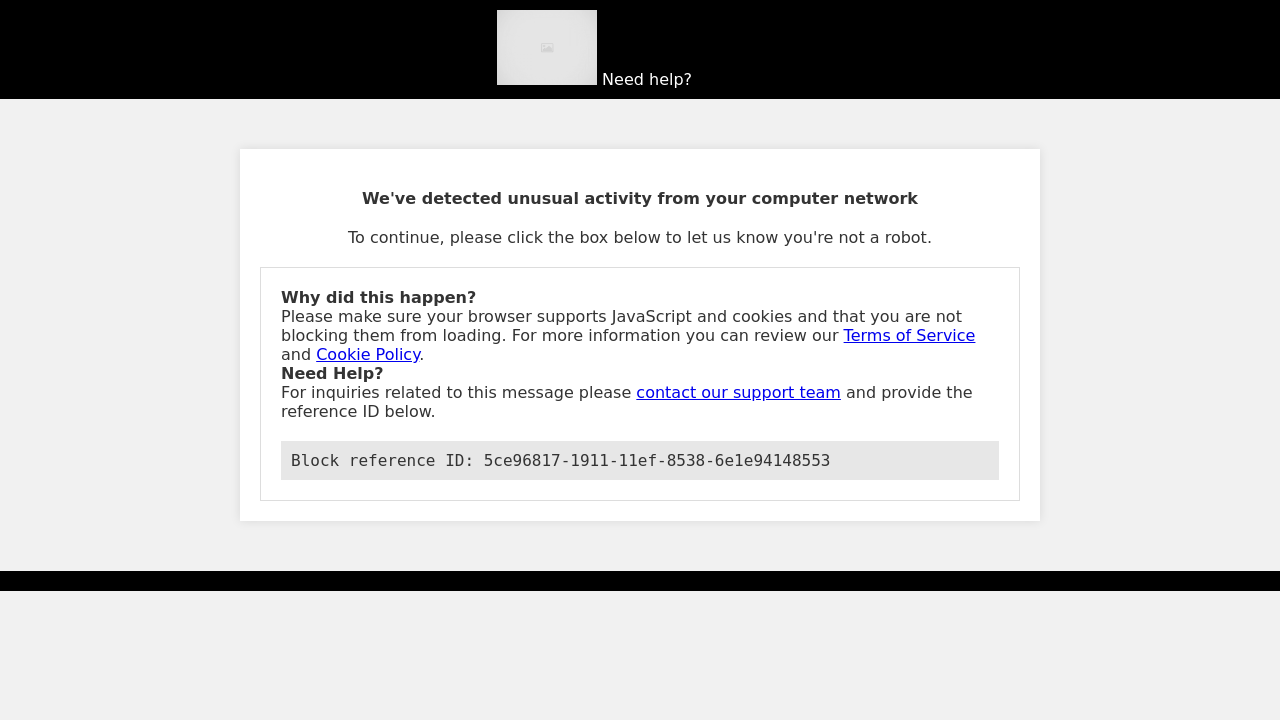 Need help?
We've detected unusual activity from your computer network
To continue, please click the box below to let us know you're not a robot.
Why did this happen?
Please make sure your browser supports JavaScript and cookies and that you are not
blocking them from loading. For more information you can review our Terms of Service
and Cookie Policy.
Need Help?
For inquiries related to this message please contact our support team and provide the
reference ID below.
Block reference ID: 5ce96817-1911-11ef-8538-6e1e94148553